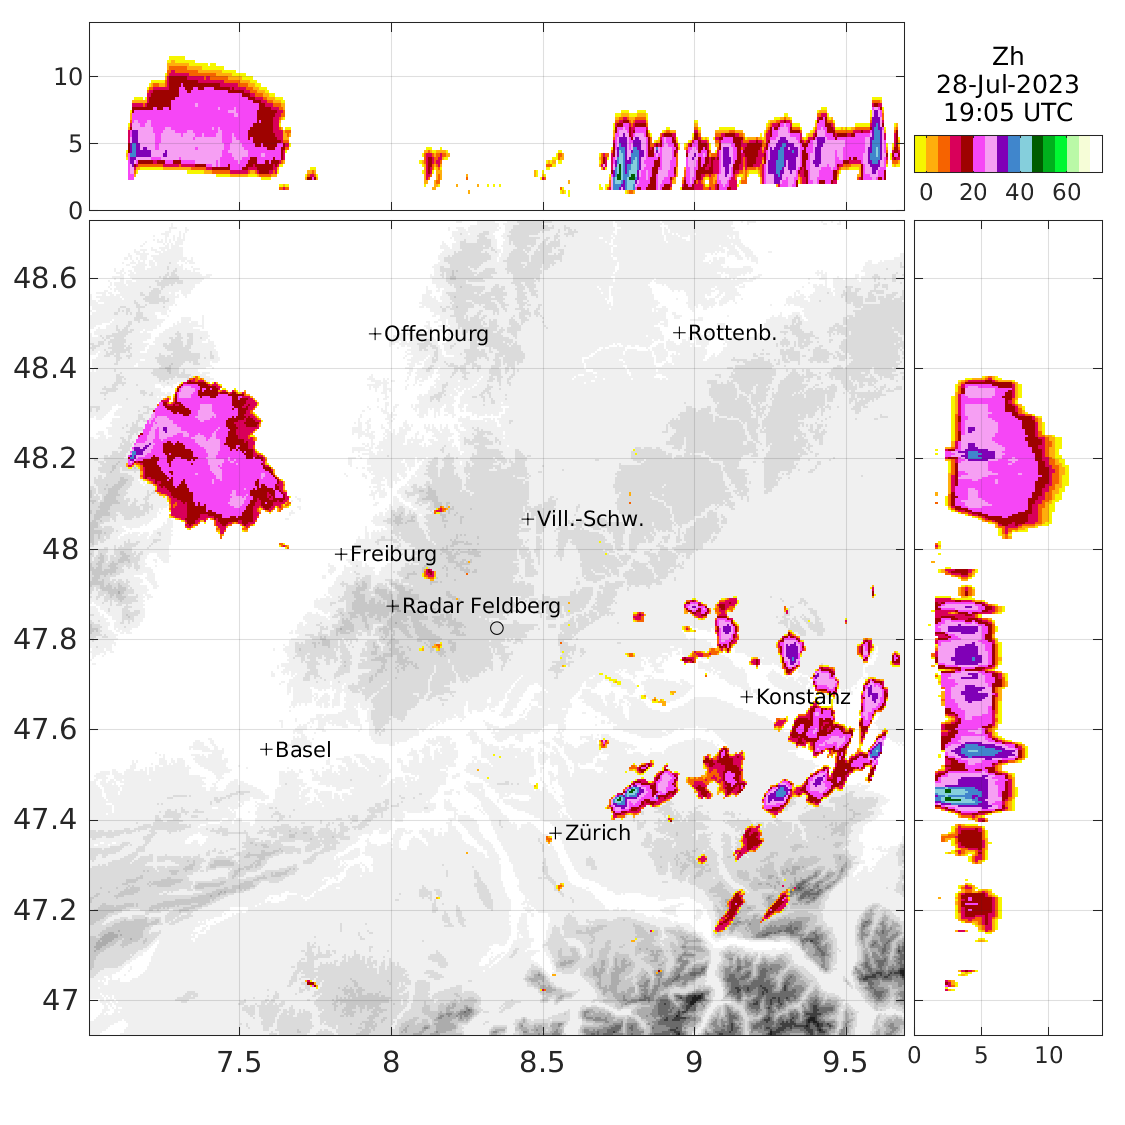 10
5
0
Zh
28-Jul-2023
19:05 UTC
0 20 40 60
48.6
48.4
48.2
48
47.8
47.6
47.4
47.2
47
+Offenburg
+Rottenb.
+Vill.-Schw.
+Freiburg
+Radar Feldberg
+Konstanz
+Basel
+Zürich
7.5 8 8.5 9 9.5
0 5 10